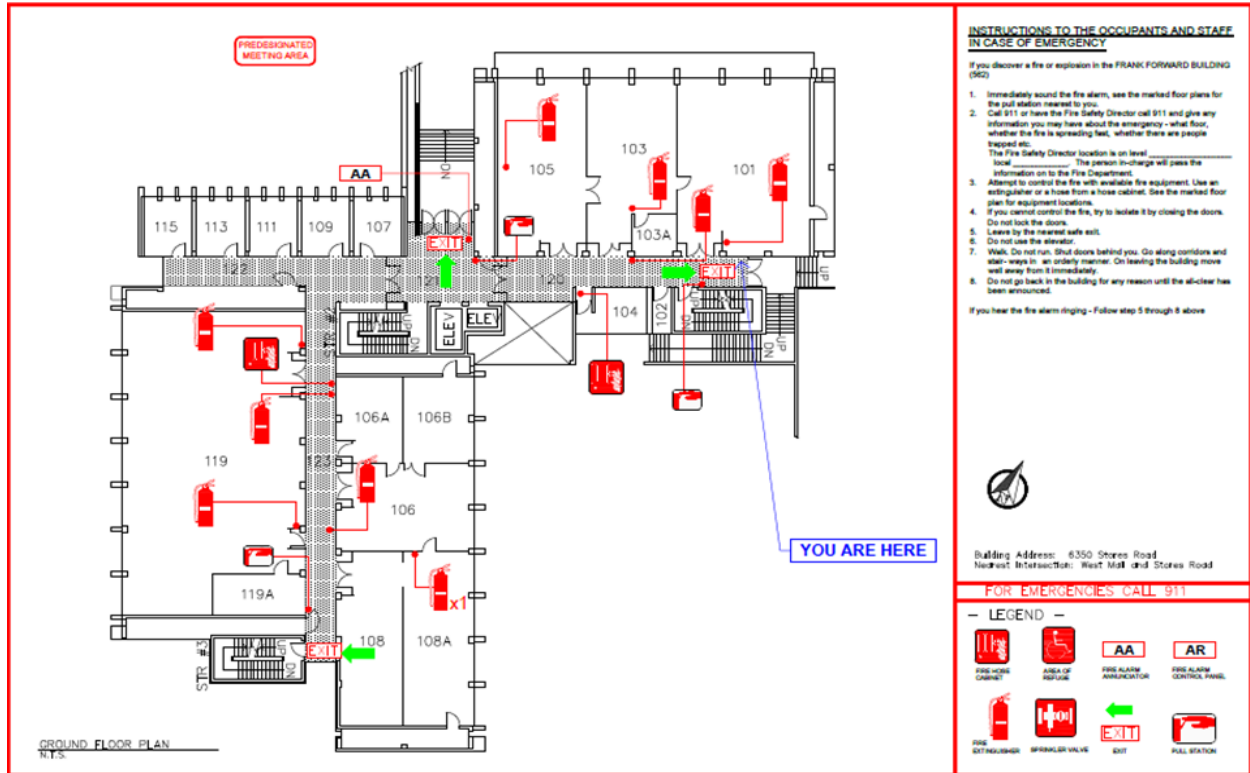 PREDESIGNATED
MEETING AREA
AA
DN
105
103
101
103A
115
113
111
109
107
EXIT
122
120
EXIT
UP
UP
DN
UP
DN
ELEV
ELEV
104
102
UP
DN
106A
106B
119
123
106
119A
108
108A
x1
STR #3
UP
DN
EXIT
YOU ARE HERE
GROUND FLOOR PLAN
N.T.S.
INSTRUCTIONS TO THE OCCUPANTS AND STAFF
IN CASE OF EMERGENCY
If you discover a fire or explosion in the FRANK FORWARD BUILDING
(562)
1. Immediately sound the fire alarm, see the marked floor plans for
the pull station nearest to you.
2. Call 911 or have the Fire Safety Director call 911 and give any
information you may have about the emergency - what floor,
whether the fire is spreading fast, whether there are people
trapped etc.
The Fire Safety Director location is on level ____________________
local ______________. The person in-charge will pass the
information on to the Fire Department.
3. Attempt to control the fire with available fire equipment. Use an
extinguisher or a hose from a hose cabinet. See the marked floor
plan for equipment locations.
4. If you cannot control the fire, try to isolate it by closing the doors.
Do not lock the doors.
5. Leave by the nearest safe exit.
6. Do not use the elevator.
7. Walk. Do not run. Shut doors behind you. Go along corridors and
stair- ways in an orderly manner. On leaving the building move
well away from it immediately.
8. Do not go back in the building for any reason until the all-clear has
been announced.
If you hear the fire alarm ringing - Follow step 5 through 8 above
Building Address: 6350 Stores Road
Nearest Intersection: West Mall and Stores Road
FOR EMERGENCIES CALL 911
- LEGEND -
FIRE HOSE
CABINET
AREA OF
REFUGE
AA
FIRE ALARM
ANNUNCIATOR
AR
FIRE ALARM
CONTROL PANEL
FIRE
EXTINGUISHER
SPRINKLER VALVE
EXIT
EXIT
PULL STATION